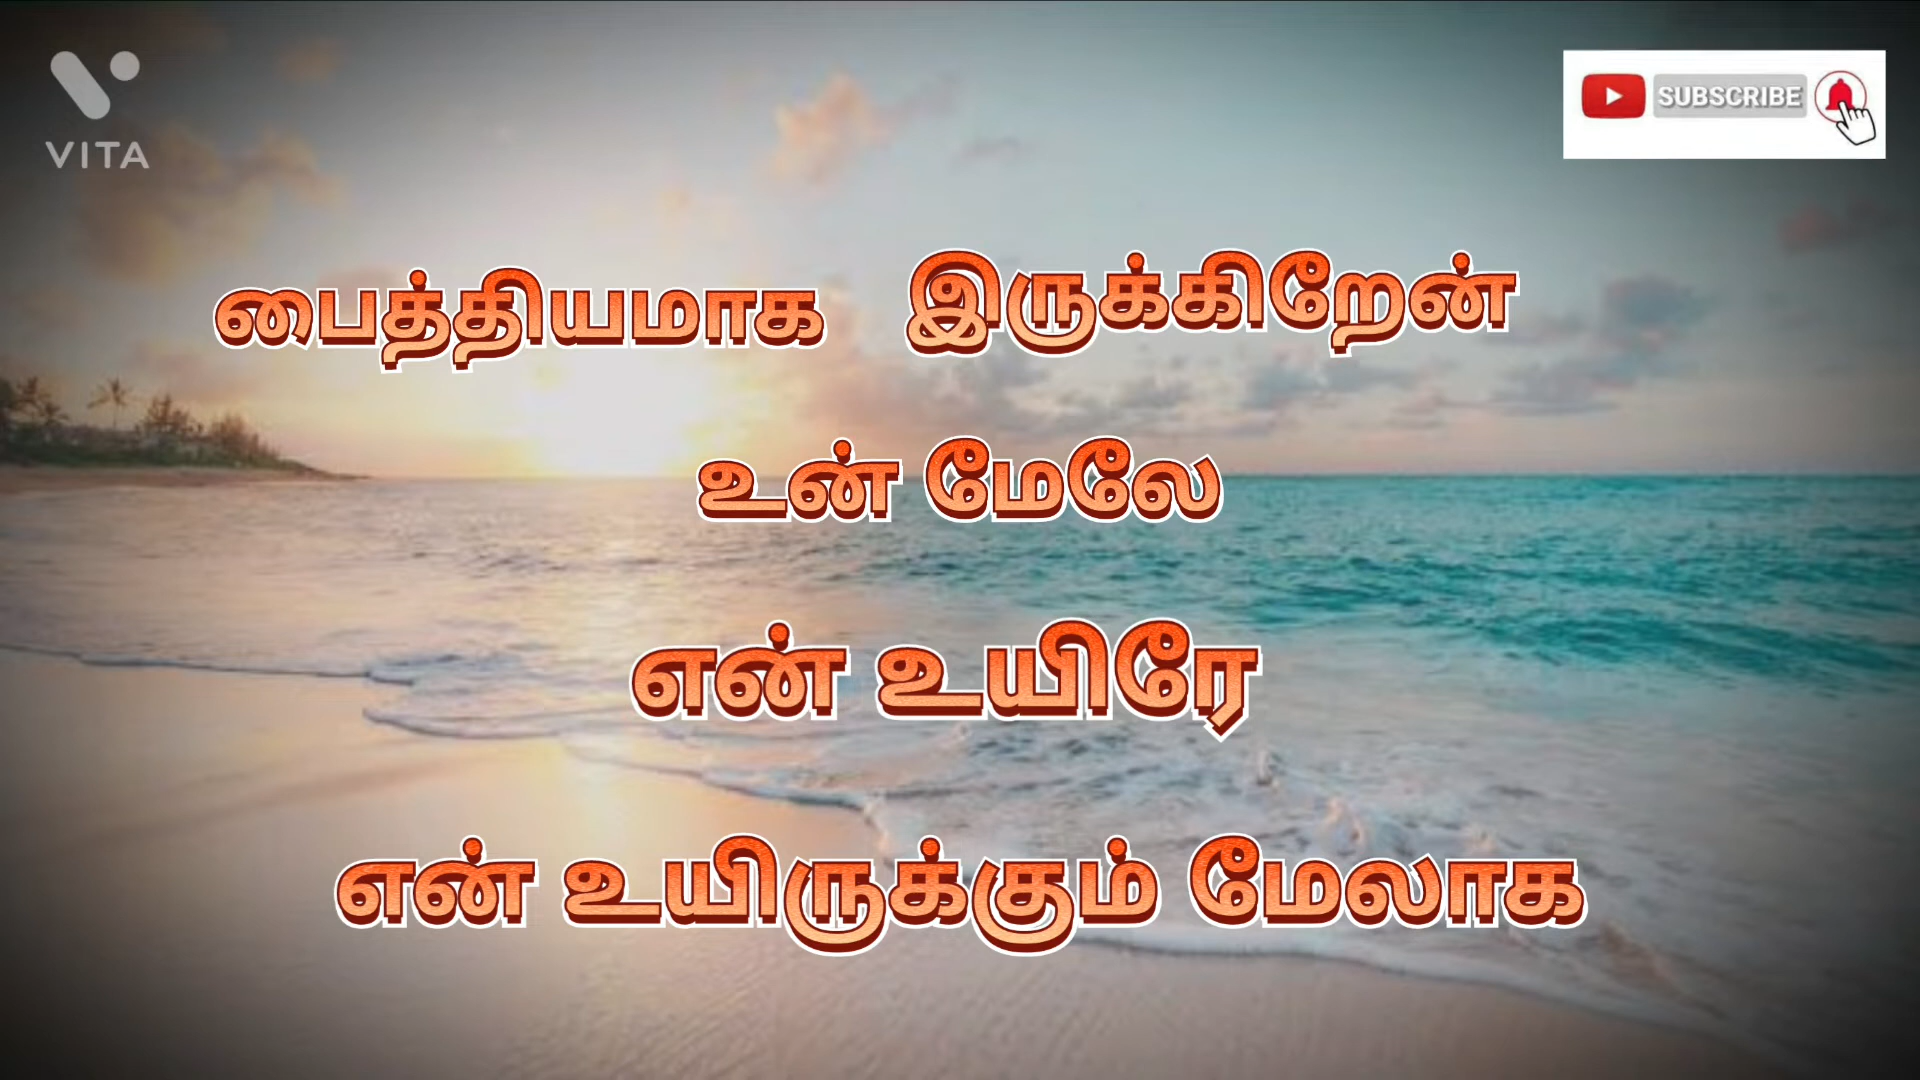 VITA
SUBSCRIBE
பைத்தியமாக இருக்கிறேன்
உன் மேலே
என் உயிரே
என் உயிருக்கும் மேலாக